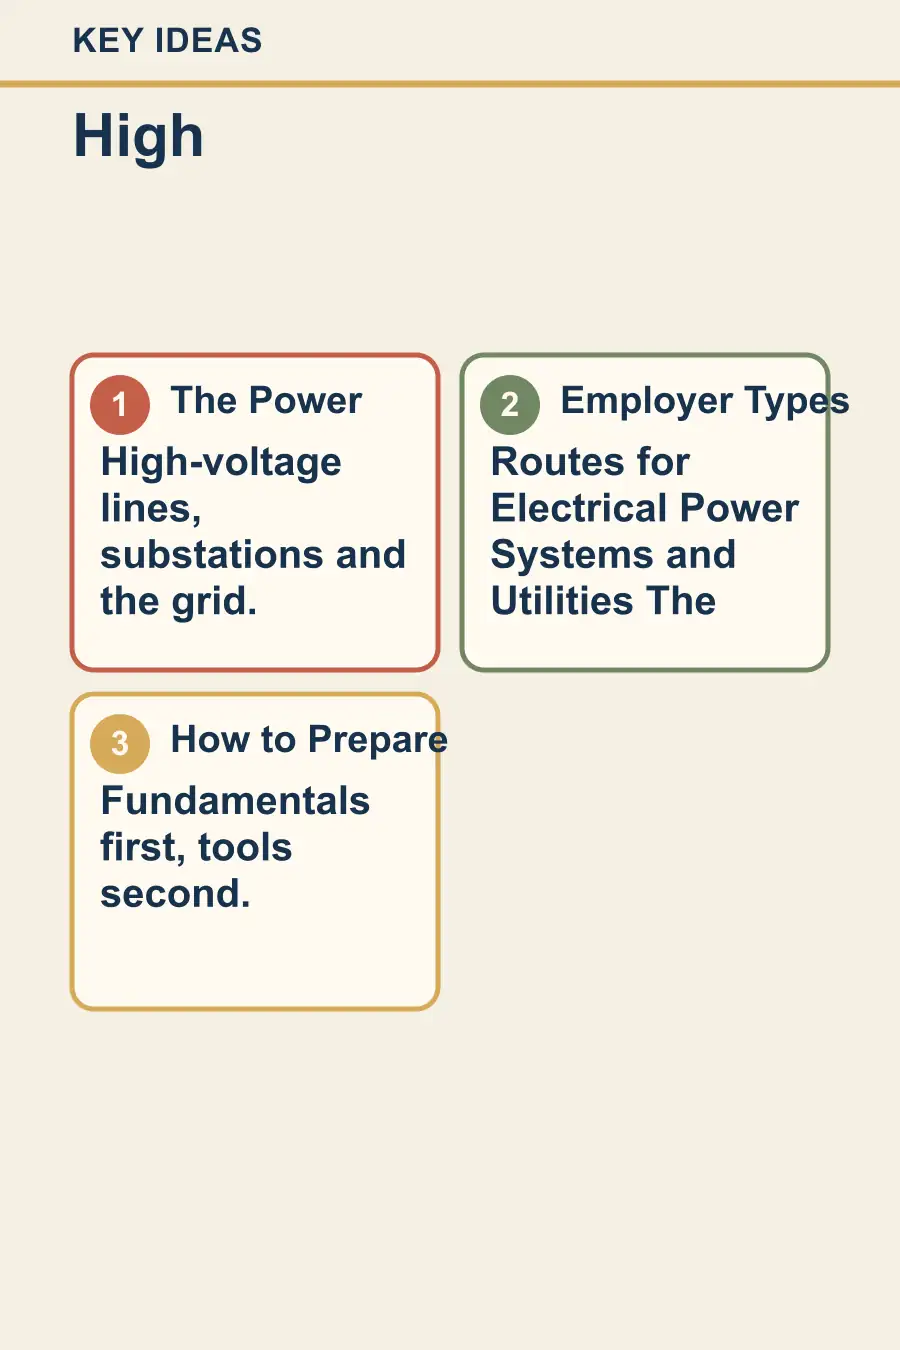 KEY IDEAS
High
1 The Power
High-voltage
lines,
substations and
the grid.
2 Employer Types
Routes for
Electrical Power
Systems and
Utilities The
3 How to Prepare
Fundamentals
first, tools
second.